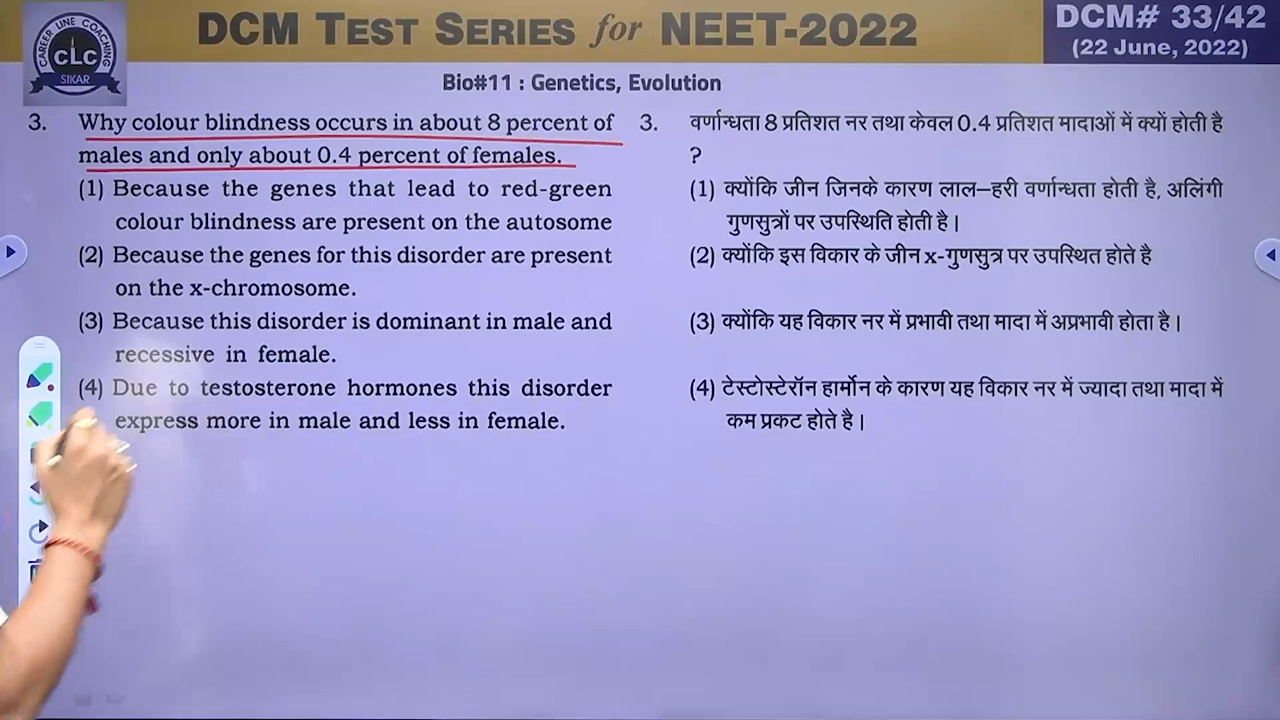 DCM TEST SERIES for NEET-2022
DCM# 33/42
(22 June, 2022)
CAREER LINE COACHING
CLC
SIKAR
Bio#11 : Genetics, Evolution
3. Why colour blindness occurs in about 8 percent of
males and only about 0.4 percent of females.
(1) Because the genes that lead to red-green
colour blindness are present on the autosome
(2) Because the genes for this disorder are present
on the x-chromosome.
(3) Because this disorder is dominant in male and
recessive in female.
(4) Due to testosterone hormones this disorder
express more in male and less in female.
3. वर्णान्धता 8 प्रतिशत नर तथा केवल 0.4 प्रतिशत मादाओं में क्यों होती है
?
(1) क्योंकि जीन जिनके कारण लाल–हरी वर्णान्धता होती है, अलिंगी
गुणसुत्रों पर उपस्थिति होती है।
(2) क्योंकि इस विकार के जीन x-गुणसुत्र पर उपस्थित होते है
(3) क्योंकि यह विकार नर में प्रभावी तथा मादा में अप्रभावी होता है।
(4) टेस्टोस्टेरॉन हार्मोन के कारण यह विकार नर में ज्यादा तथा मादा में
कम प्रकट होते है।